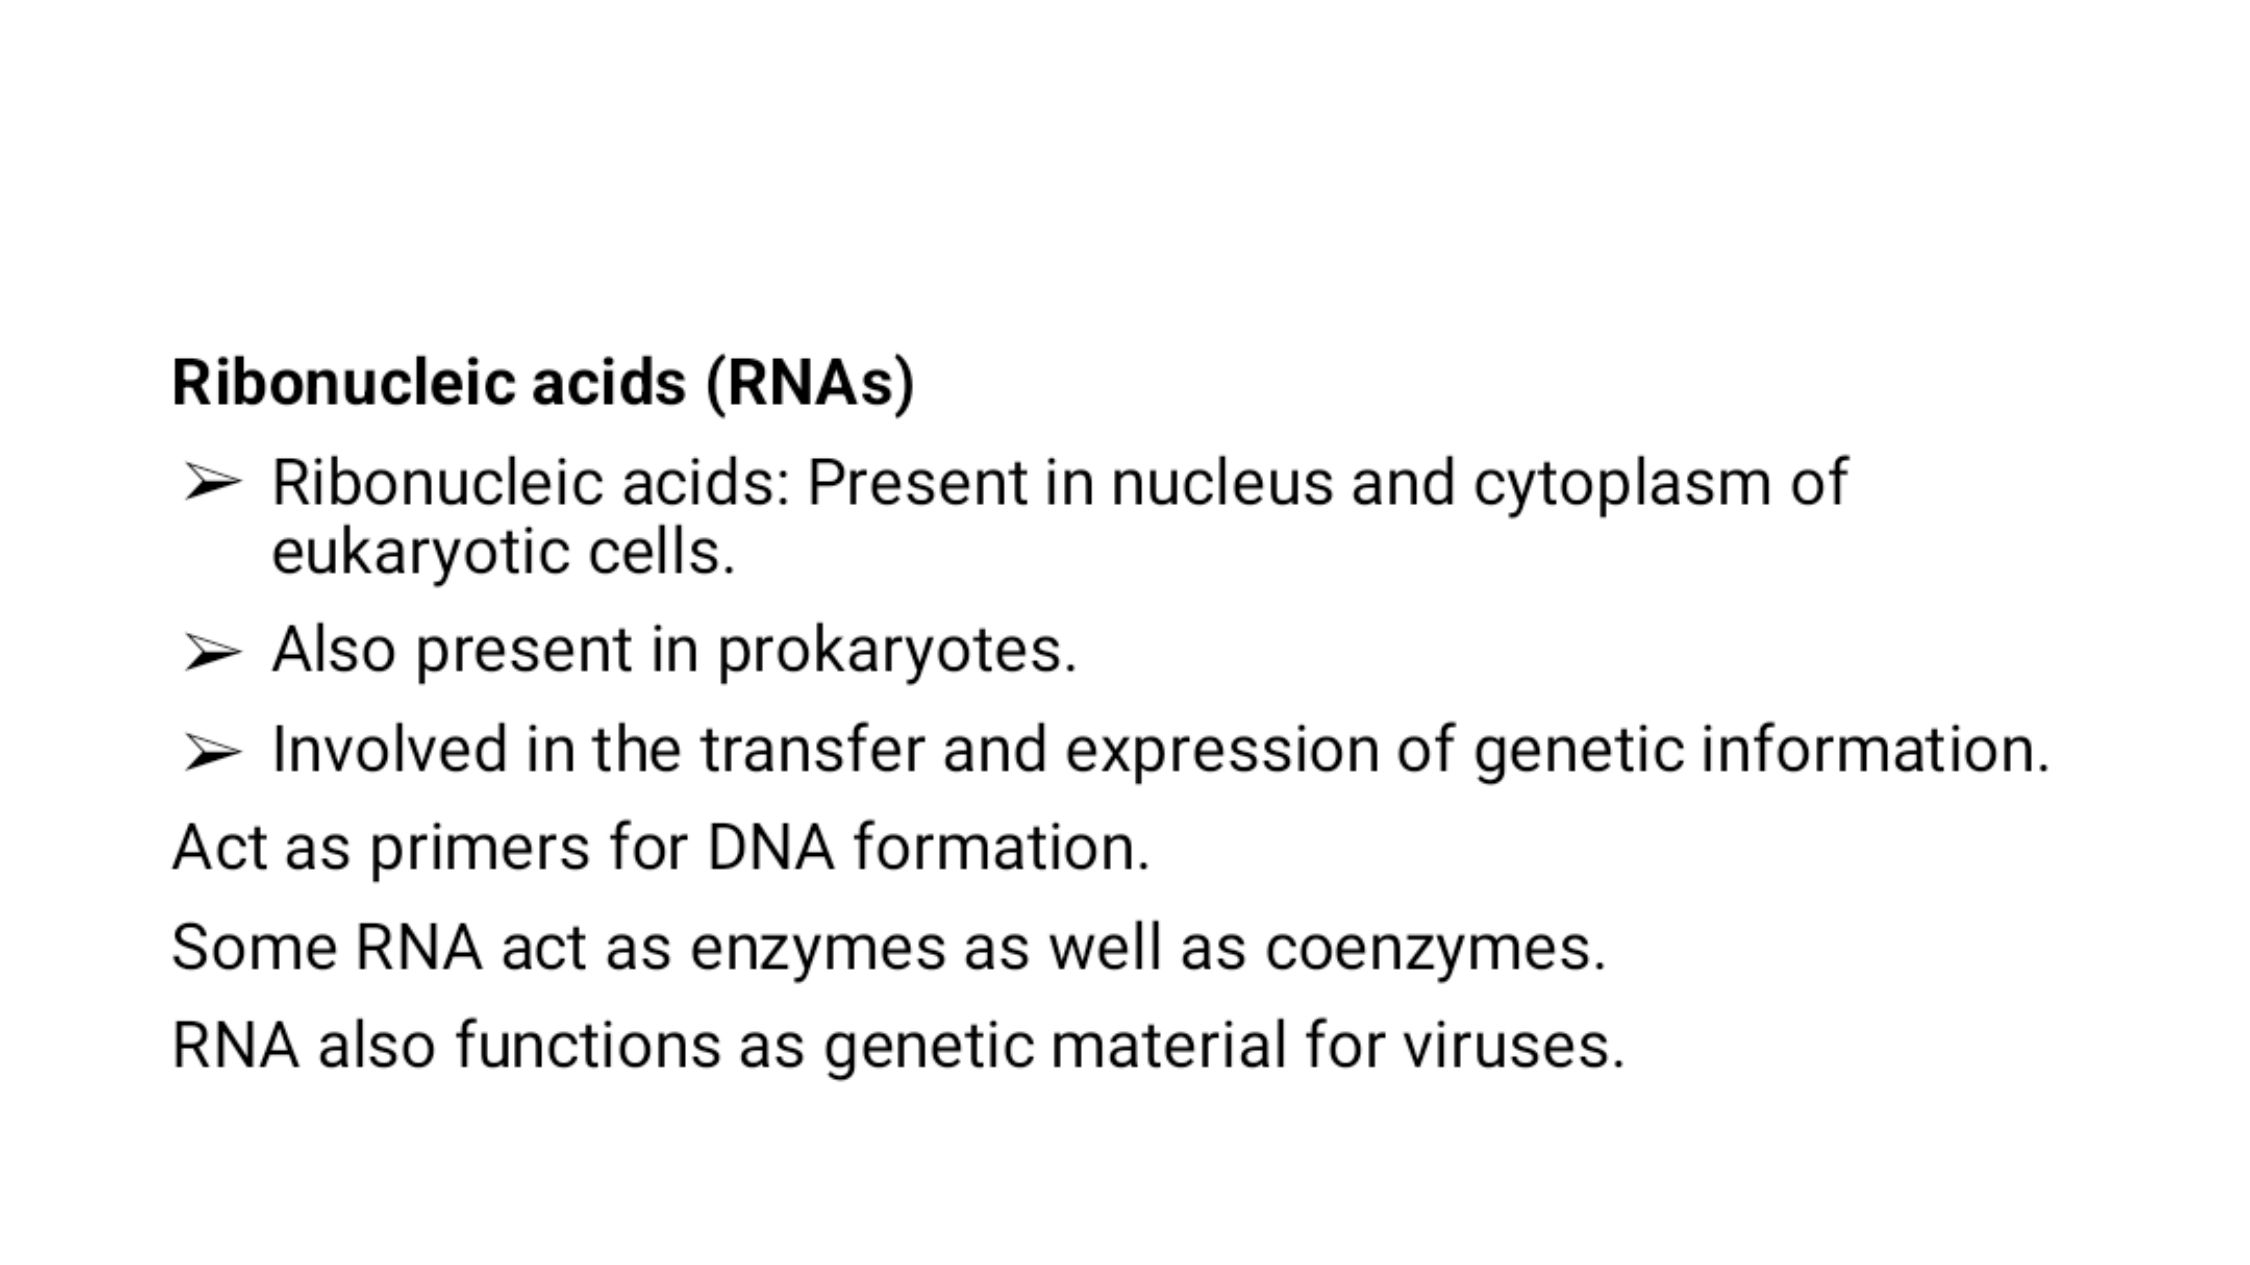 Ribonucleic acids (RNAs)
➢ Ribonucleic acids: Present in nucleus and cytoplasm of
eukaryotic cells.
➢ Also present in prokaryotes.
➢ Involved in the transfer and expression of genetic information.
Act as primers for DNA formation.
Some RNA act as enzymes as well as coenzymes.
RNA also functions as genetic material for viruses.